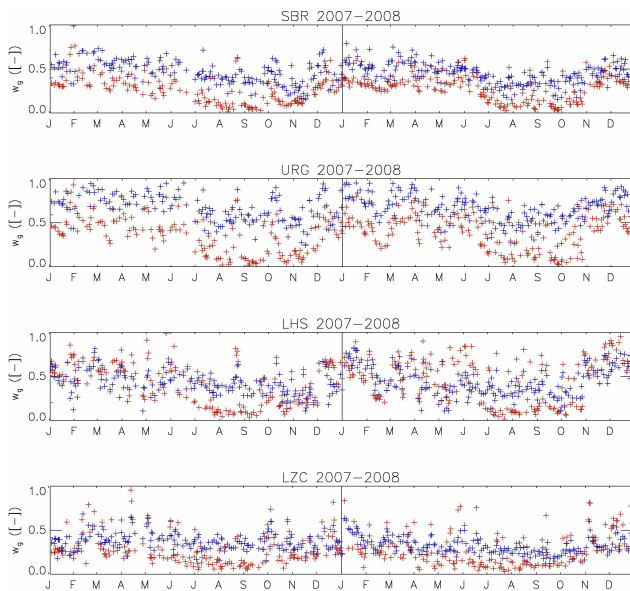 SBR 2007-2008
1.0
0.5
0.0
w_g ([-])
J F M A M J J A S O N D J F M A M J J A S O N D
URG 2007-2008
1.0
0.5
0.0
w_g ([-])
J F M A M J J A S O N D J F M A M J J A S O N D
LHS 2007-2008
1.0
0.5
0.0
w_g ([-])
J F M A M J J A S O N D J F M A M J J A S O N D
LZC 2007-2008
1.0
0.5
0.0
w_g ([-])
J F M A M J J A S O N D J F M A M J J A S O N D